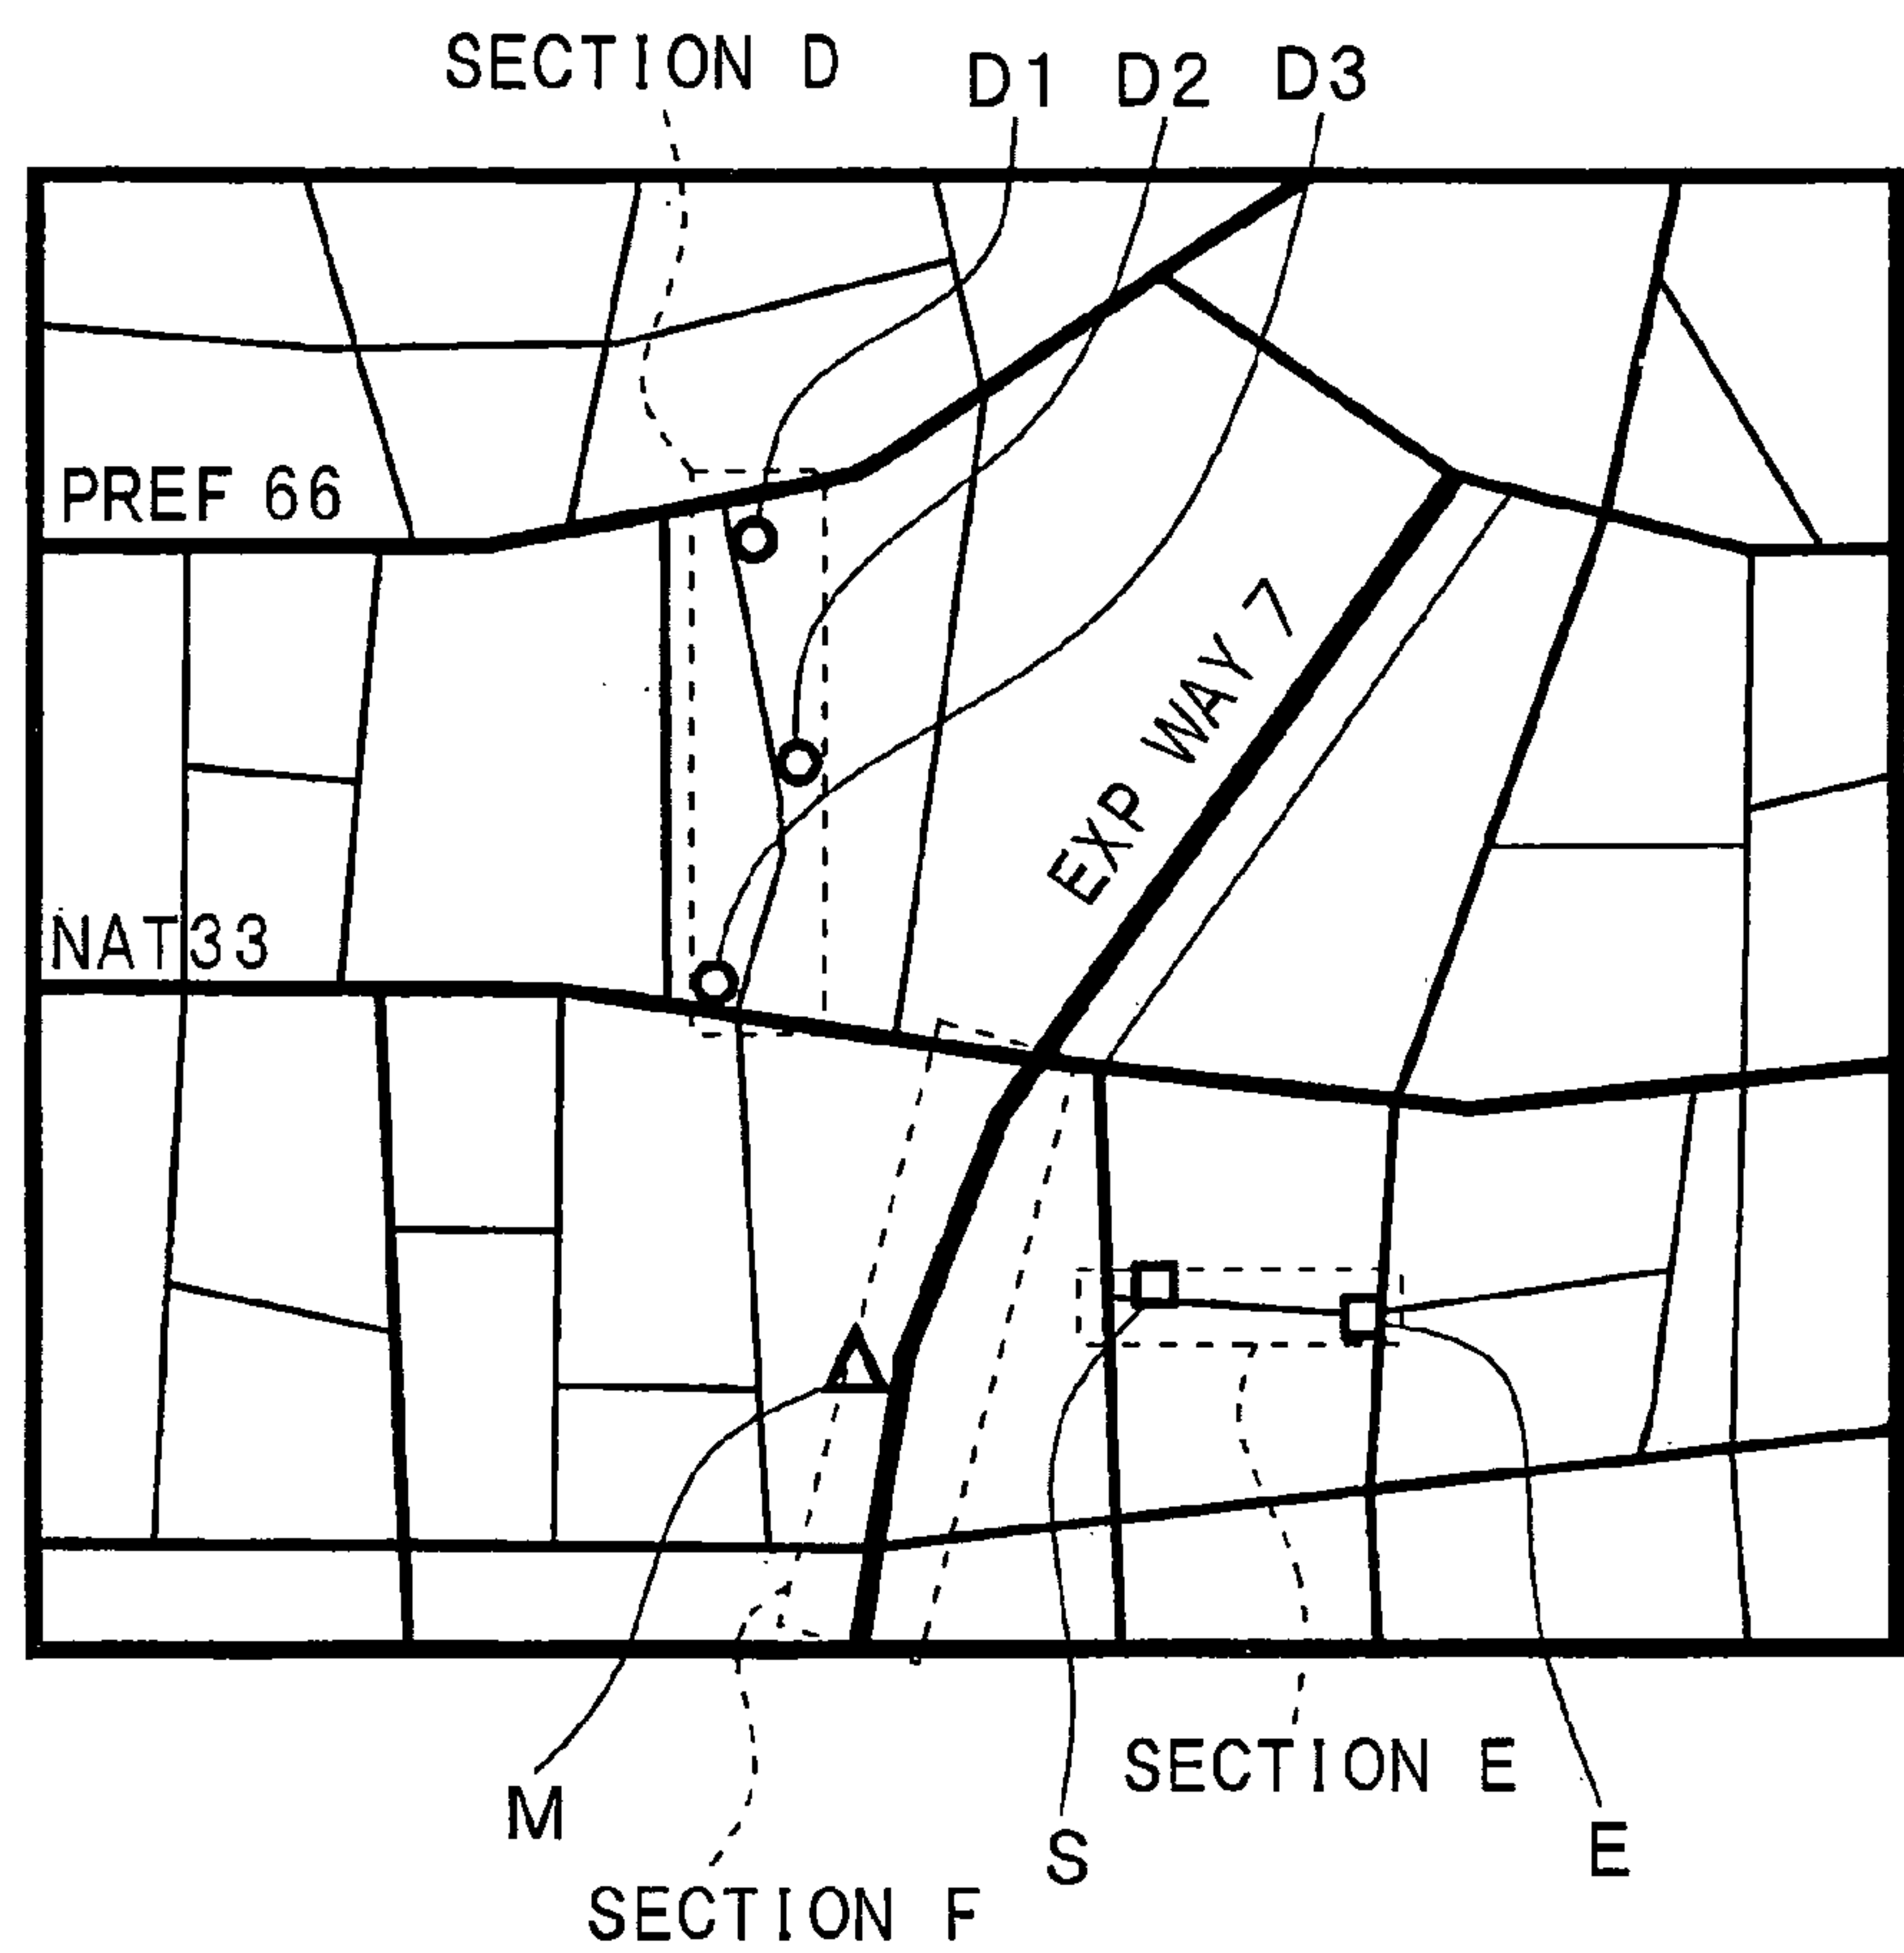 SECTION D
D1
D2
D3
PREF 66
EXP WAY 7
NAT33
SECTION E
M
S
E
SECTION F